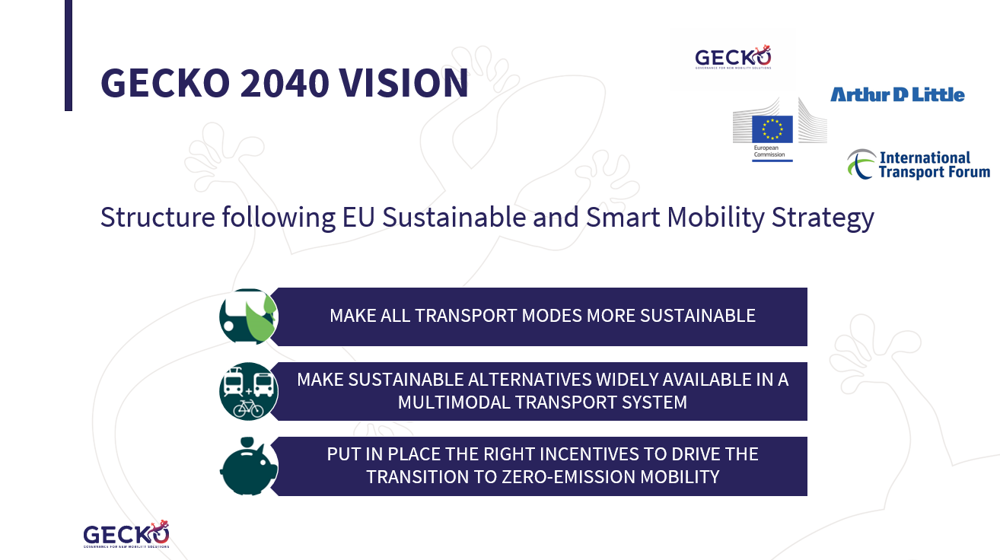 GECKO
GOVERNANCE FOR NEW MOBILITY SOLUTIONS
GECKO 2040 VISION
Arthur D Little
European
Commission
International
Transport Forum
Structure following EU Sustainable and Smart Mobility Strategy
MAKE ALL TRANSPORT MODES MORE SUSTAINABLE
MAKE SUSTAINABLE ALTERNATIVES WIDELY AVAILABLE IN A
MULTIMODAL TRANSPORT SYSTEM
PUT IN PLACE THE RIGHT INCENTIVES TO DRIVE THE
TRANSITION TO ZERO-EMISSION MOBILITY
GECKO
GOVERNANCE FOR NEW MOBILITY SOLUTIONS